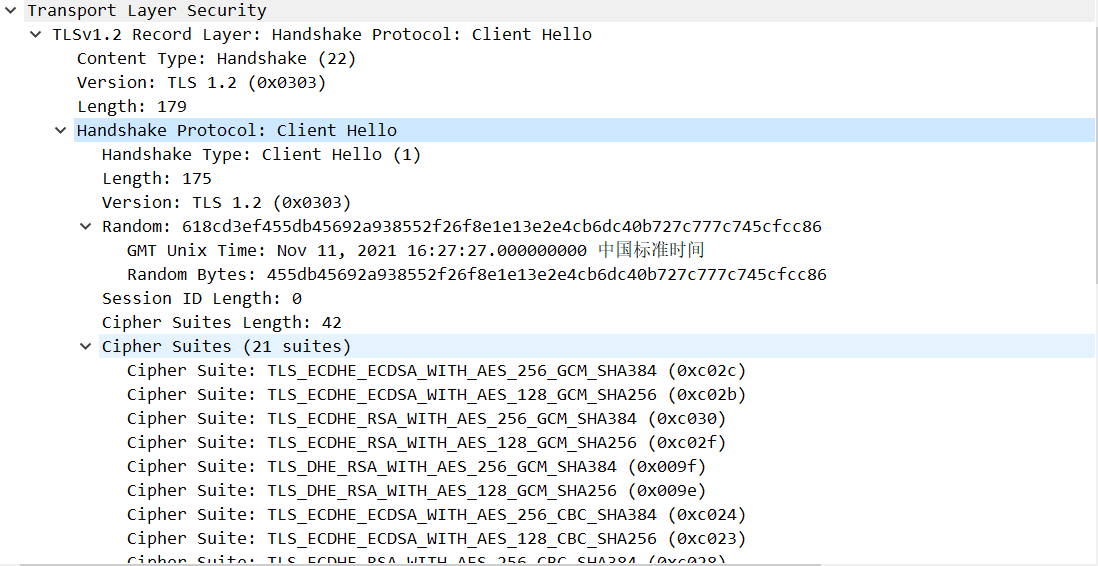 Transport Layer Security
TLSv1.2 Record Layer: Handshake Protocol: Client Hello
Content Type: Handshake (22)
Version: TLS 1.2 (0x0303)
Length: 179
Handshake Protocol: Client Hello
Handshake Type: Client Hello (1)
Length: 175
Version: TLS 1.2 (0x0303)
Random: 618cd3ef455db45692a938552f26f8e1e13e2e4cb6dc40b727c777c745cfcc86
GMT Unix Time: Nov 11, 2021 16:27:27.000000000 中国标准时间
Random Bytes: 455db45692a938552f26f8e1e13e2e4cb6dc40b727c777c745cfcc86
Session ID Length: 0
Cipher Suites Length: 42
Cipher Suites (21 suites)
Cipher Suite: TLS_ECDHE_ECDSA_WITH_AES_256_GCM_SHA384 (0xc02c)
Cipher Suite: TLS_ECDHE_ECDSA_WITH_AES_128_GCM_SHA256 (0xc02b)
Cipher Suite: TLS_ECDHE_RSA_WITH_AES_256_GCM_SHA384 (0xc030)
Cipher Suite: TLS_ECDHE_RSA_WITH_AES_128_GCM_SHA256 (0xc02f)
Cipher Suite: TLS_DHE_RSA_WITH_AES_256_GCM_SHA384 (0x009f)
Cipher Suite: TLS_DHE_RSA_WITH_AES_128_GCM_SHA256 (0x009e)
Cipher Suite: TLS_ECDHE_ECDSA_WITH_AES_256_CBC_SHA384 (0xc024)
Cipher Suite: TLS_ECDHE_ECDSA_WITH_AES_128_CBC_SHA256 (0xc023)
Cipher Suite: TLS_ECDHE_RSA_WITH_AES_256_CBC_SHA384 (0xc028)